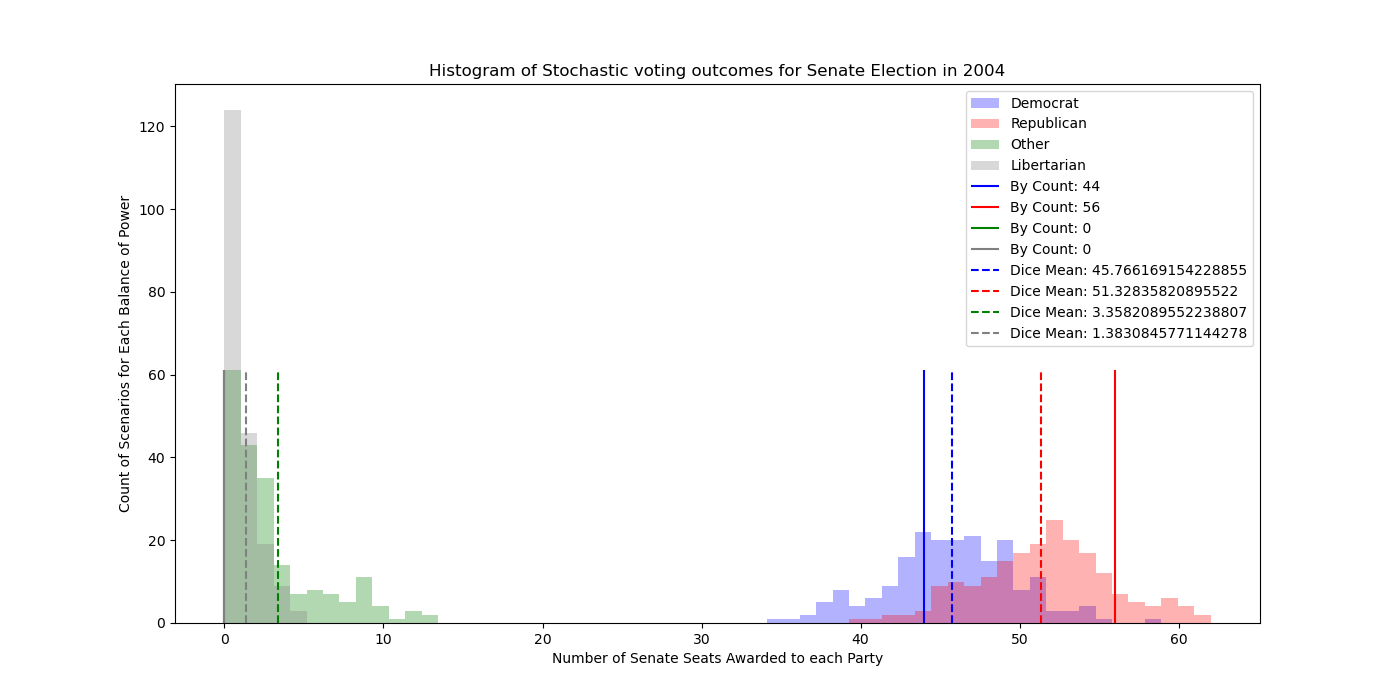 Histogram of Stochastic voting outcomes for Senate Election in 2004
Count of Scenarios for Each Balance of Power
120
100
80
60
40
20
0
Democrat
Republican
Other
Libertarian
By Count: 44
By Count: 56
By Count: 0
By Count: 0
Dice Mean: 45.766169154228855
Dice Mean: 51.32835820895522
Dice Mean: 3.3582089552238807
Dice Mean: 1.3830845771144278
0 10 20 30 40 50 60
Number of Senate Seats Awarded to each Party